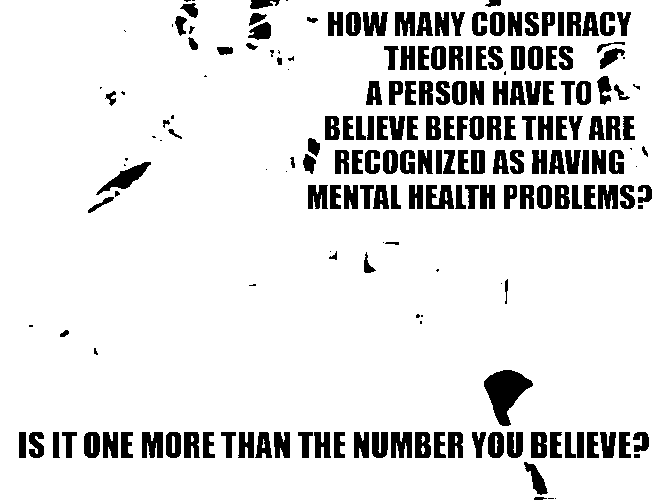 HOW MANY CONSPIRACY
THEORIES DOES
A PERSON HAVE TO
BELIEVE BEFORE THEY ARE
RECOGNIZED AS HAVING
MENTAL HEALTH PROBLEMS?
IS IT ONE MORE THAN THE NUMBER YOU BELIEVE?